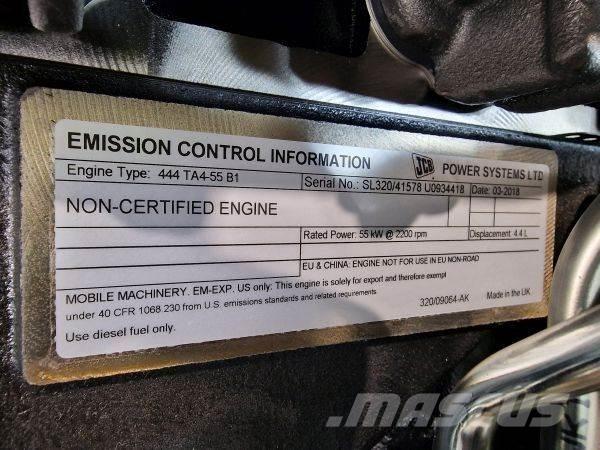 EMISSION CONTROL INFORMATION JCB POWER SYSTEMS LTD
Engine Type: 444 TA4-55 B1 Serial No.: SL320/41578 U0934418 Date: 03-2018
NON-CERTIFIED ENGINE
Rated Power: 55 kW @ 2200 rpm Displacement: 4.4 L
EU & CHINA: ENGINE NOT FOR USE IN EU NON-ROAD
MOBILE MACHINERY. EM-EXP. US only: This engine is solely for export and therefore exempt
under 40 CFR 1068 230 from U.S. emissions standards and related requirements.
320/09064-AK Made in the UK
Use diesel fuel only.
Mascus